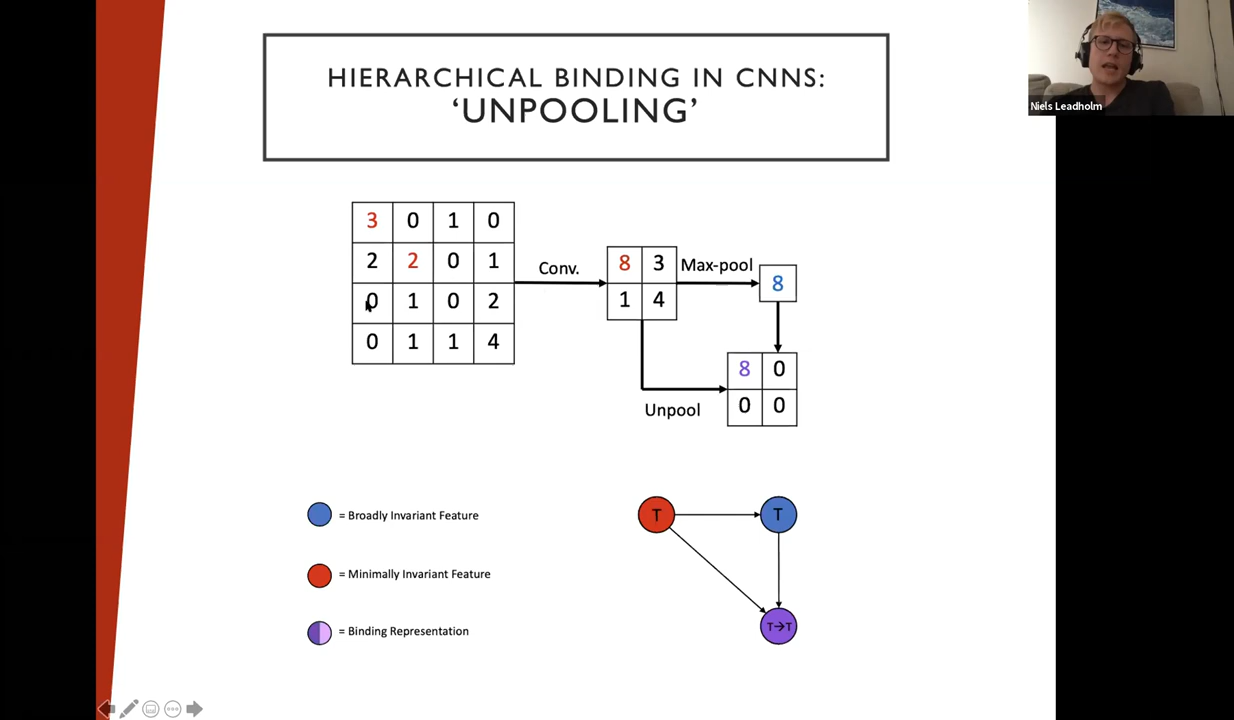 HIERARCHICAL BINDING IN CNNS:
‘UNPOOLING’
Niels Leadholm
3 0 1 0
2 2 0 1
0 1 0 2
0 1 1 4
Conv.
8 3
1 4
Max-pool
8
Unpool
8 0
0 0
= Broadly Invariant Feature
= Minimally Invariant Feature
= Binding Representation
T
T
T→T